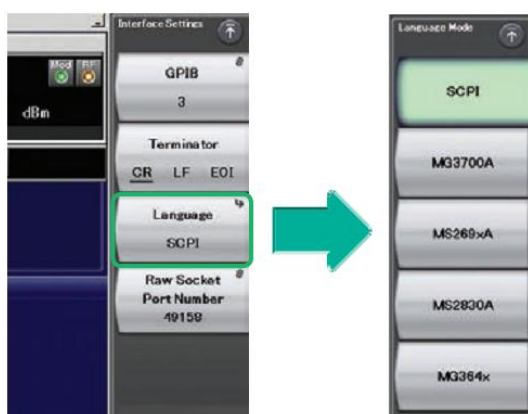 Interface Settings
Mod RF
dBm
GPIB
3
Terminator
CR LF EOI
Language
SCPI
Raw Socket
Port Number
49158
Language Mode
SCPI
MG3700A
MS269xA
MS2830A
MG364x